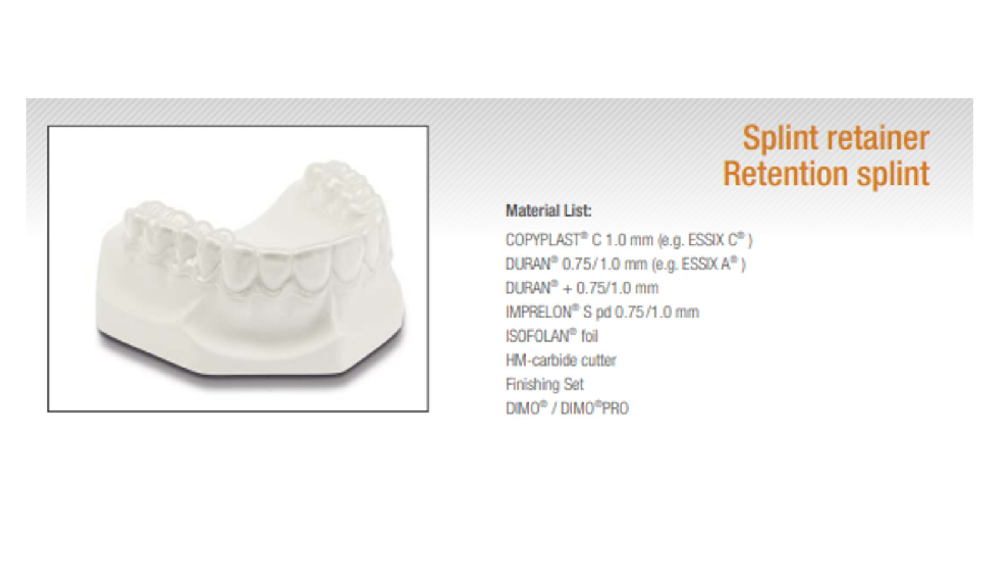 Splint retainer
Retention splint
Material List:
COPYPLAST® C 1.0 mm (e.g. ESSIX C® )
DURAN® 0.75/1.0 mm (e.g. ESSIX A® )
DURAN® + 0.75/1.0 mm
IMPRELON® S pd 0.75/1.0 mm
ISOFOLAN® foil
HM-carbide cutter
Finishing Set
DIMO® / DIMO®PRO